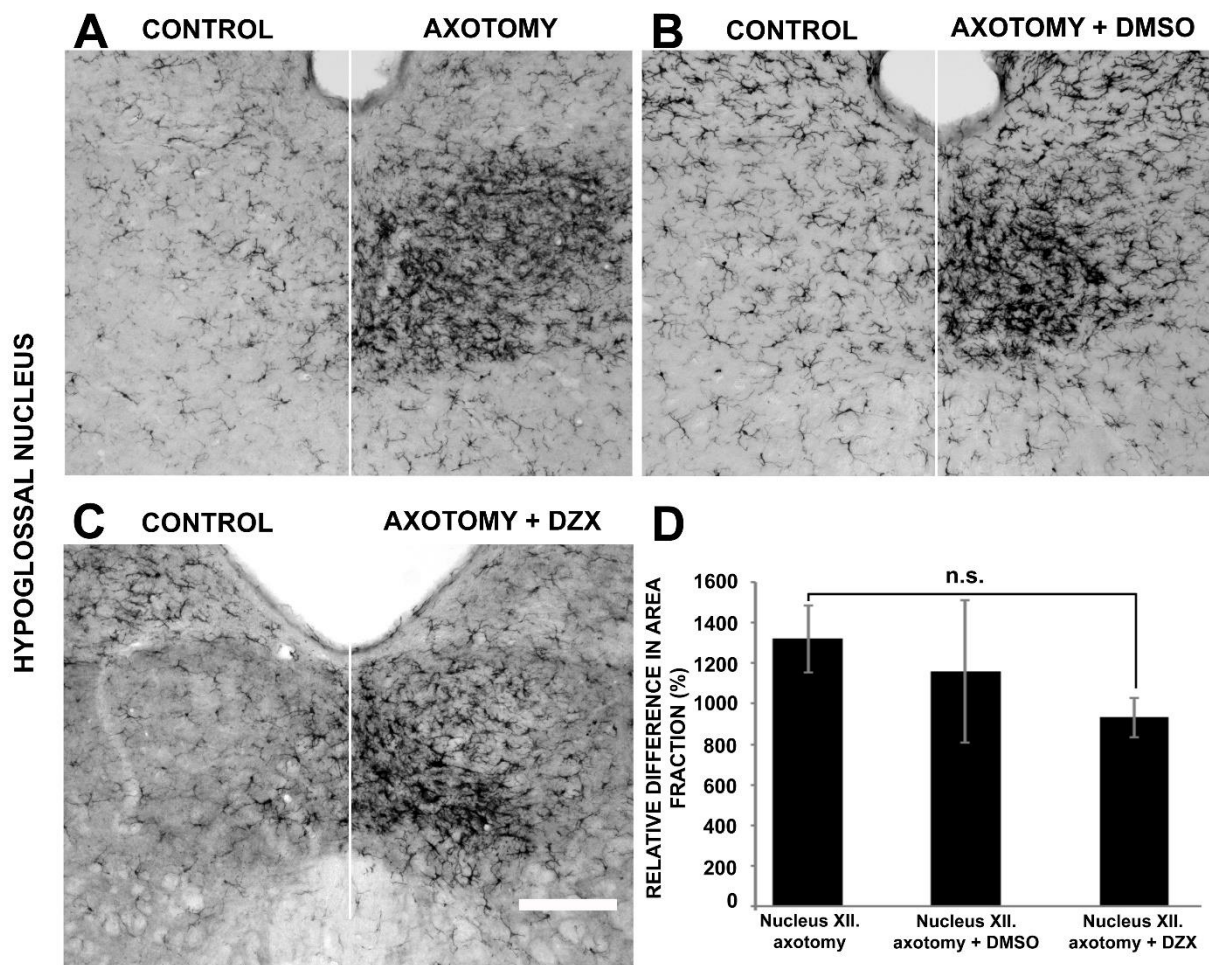 A
CONTROL
AXOTOMY
B
CONTROL
AXOTOMY + DMSO
HYPOGLOSSAL NUCLEUS
C
CONTROL
AXOTOMY + DZX
D
RELATIVE DIFFERENCE IN AREA
FRACTION (%)
n.s.
1600
1400
1200
1000
800
600
400
200
0
Nucleus XII.
axotomy
Nucleus XII.
axotomy + DMSO
Nucleus XII.
axotomy + DZX